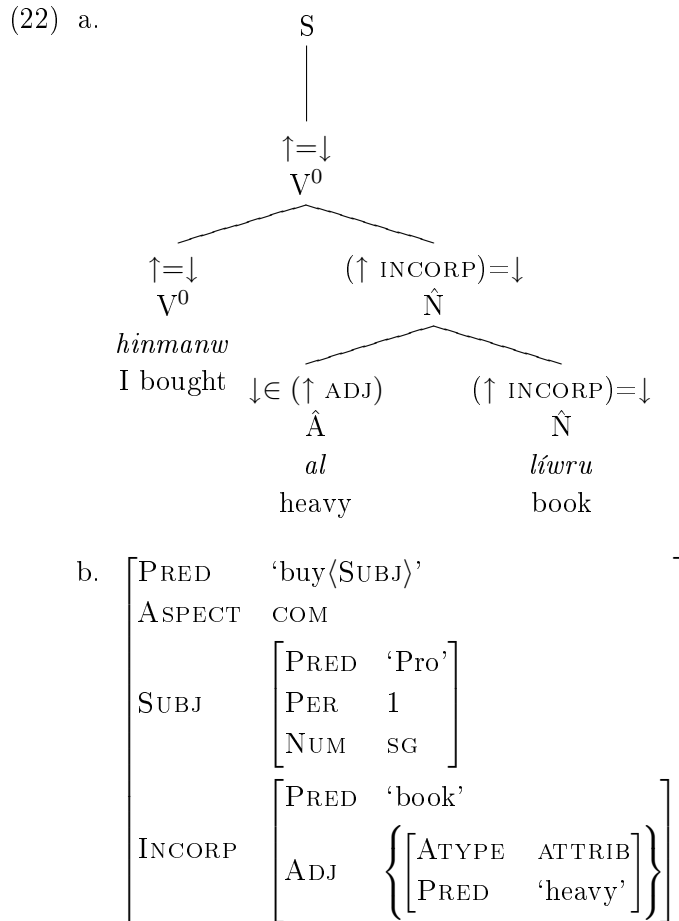 (22) a.
S
↑=↓
V⁰
↑=↓ (↑ INCORP)=↓
V⁰ N̂
hinmanw
I bought ↓∈ (↑ ADJ) (↑ INCORP)=↓
Â N̂
al líwru
heavy book
b. PRED ‘buy⟨SUBJ⟩’
ASPECT COM
PRED ‘Pro’
SUBJ PER 1
NUM SG
PRED ‘book’
INCORP ADJ ATYPE ATTRIB
PRED ‘heavy’